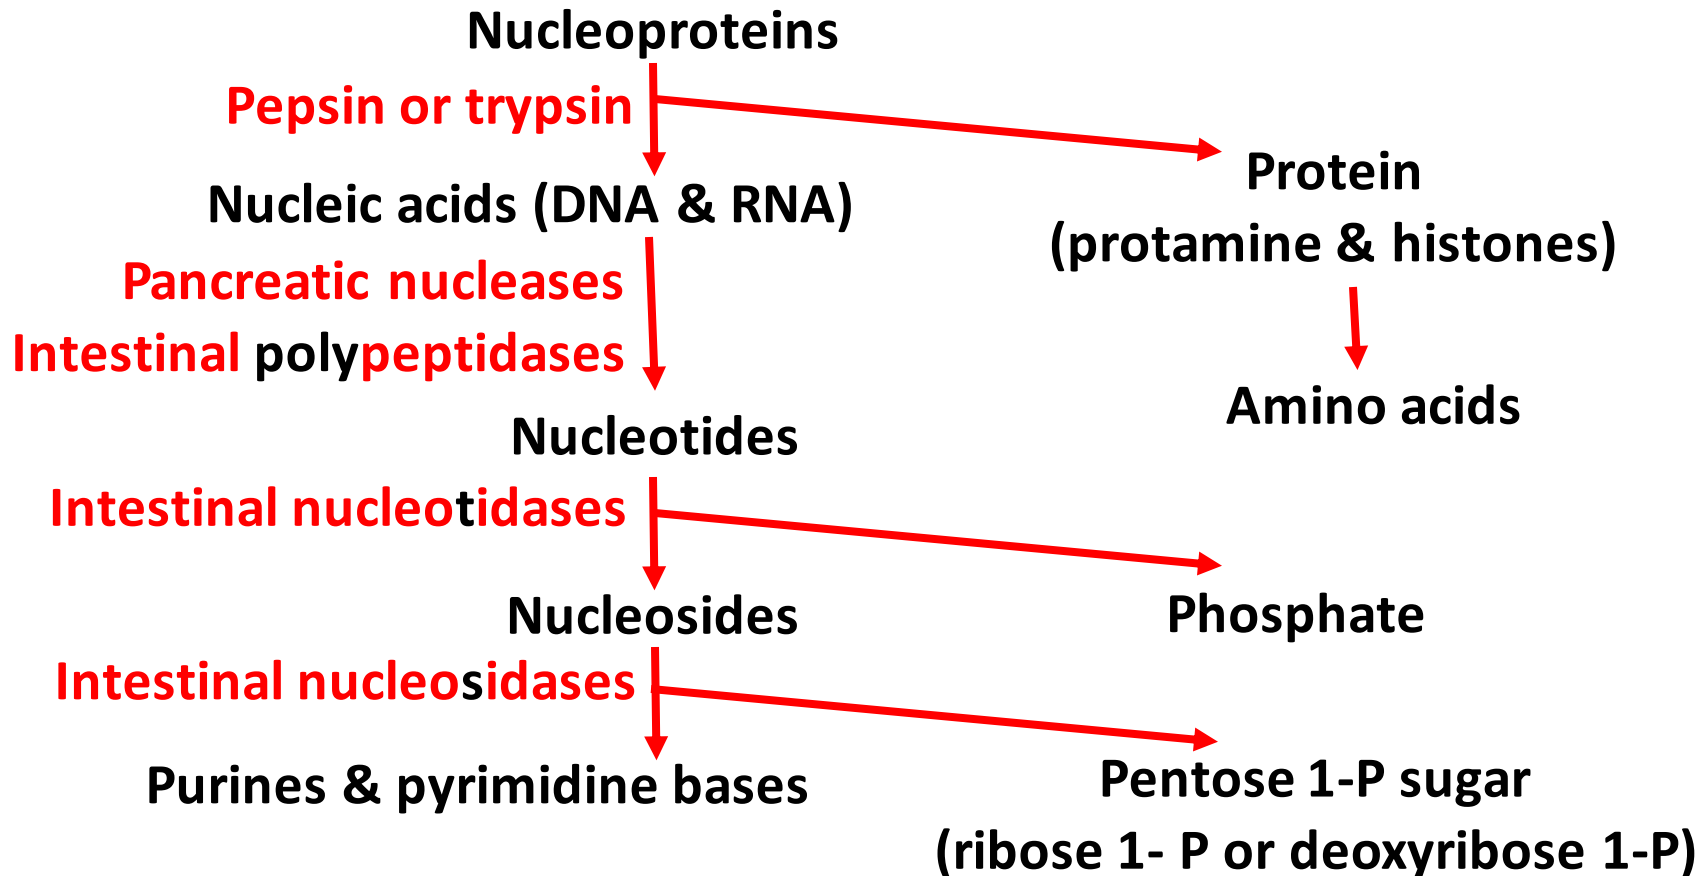 Nucleoproteins
Pepsin or trypsin
Protein
Nucleic acids (DNA & RNA)
(protamine & histones)
Pancreatic nucleases
Intestinal polypeptidases
Amino acids
Nucleotides
Intestinal nucleotidases
Nucleosides
Phosphate
Intestinal nucleosidases
Purines & pyrimidine bases
Pentose 1-P sugar
(ribose 1- P or deoxyribose 1-P)